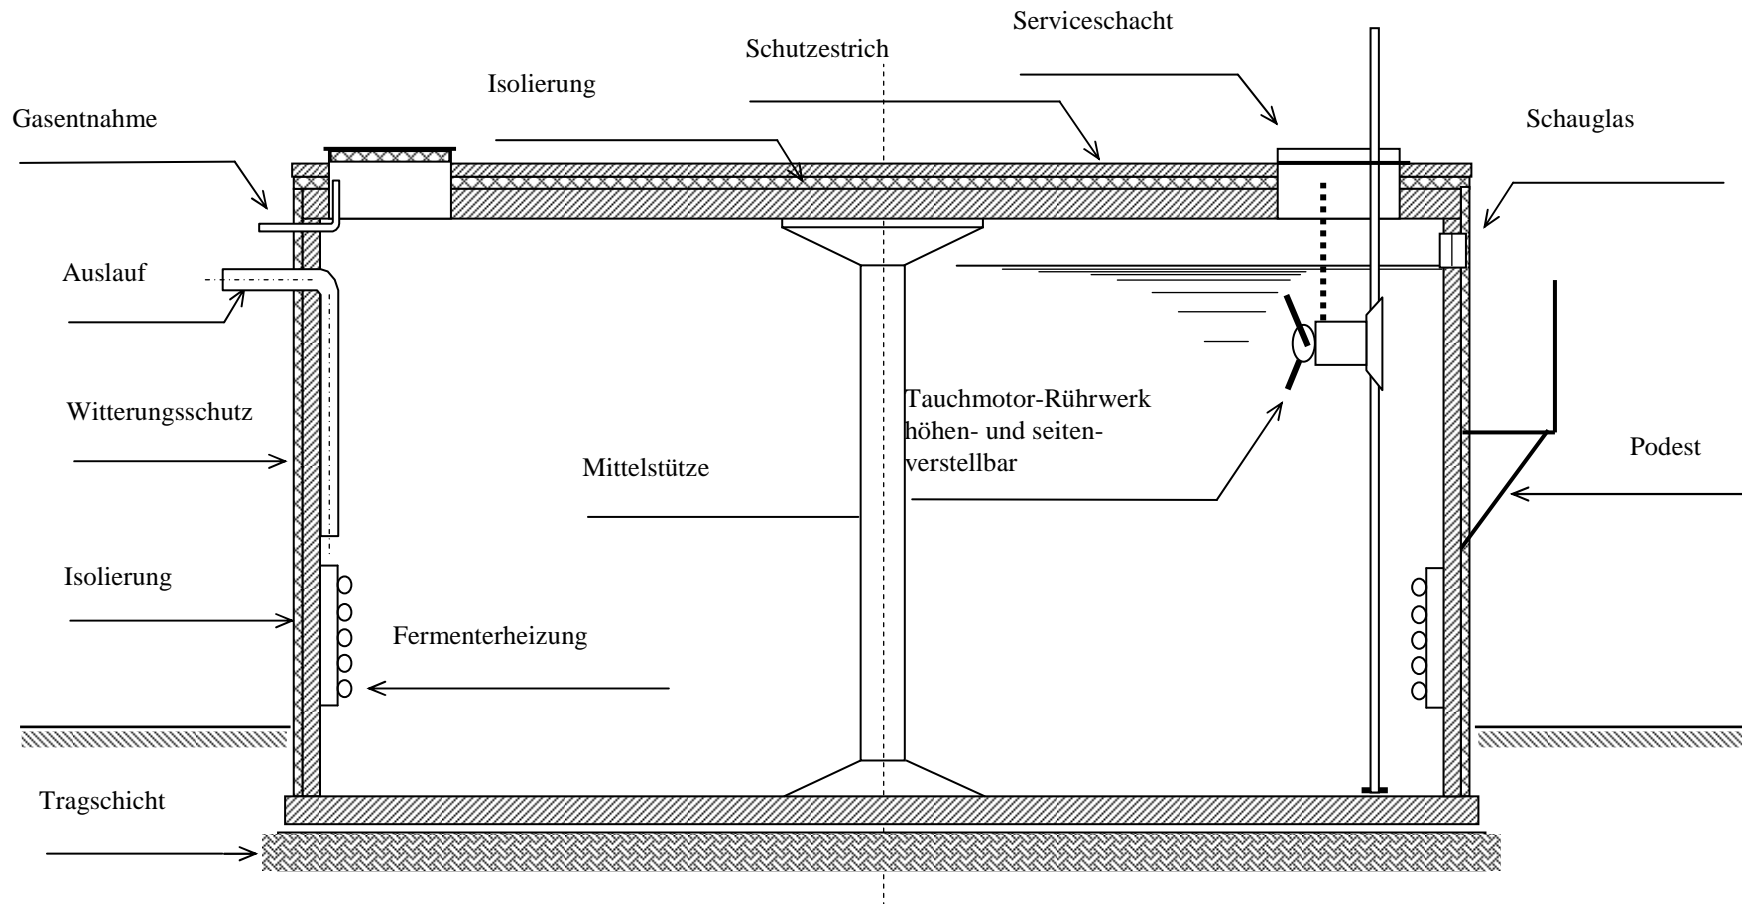 Serviceschacht
Schutzestrich
Isolierung
Gasentnahme
Schauglas
Auslauf
Witterungsschutz
Tauchmotor-Rührwerk
höhen- und seiten-
verstellbar
Mittelstütze
Podest
Isolierung
Fermenterheizung
Tragschicht